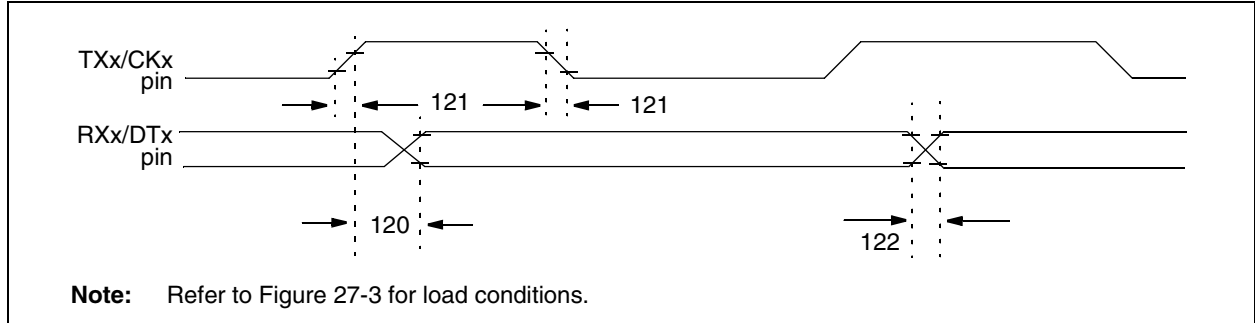 TXx/CKx
pin
121
121
RXx/DTx
pin
120
122
Note: Refer to Figure 27-3 for load conditions.